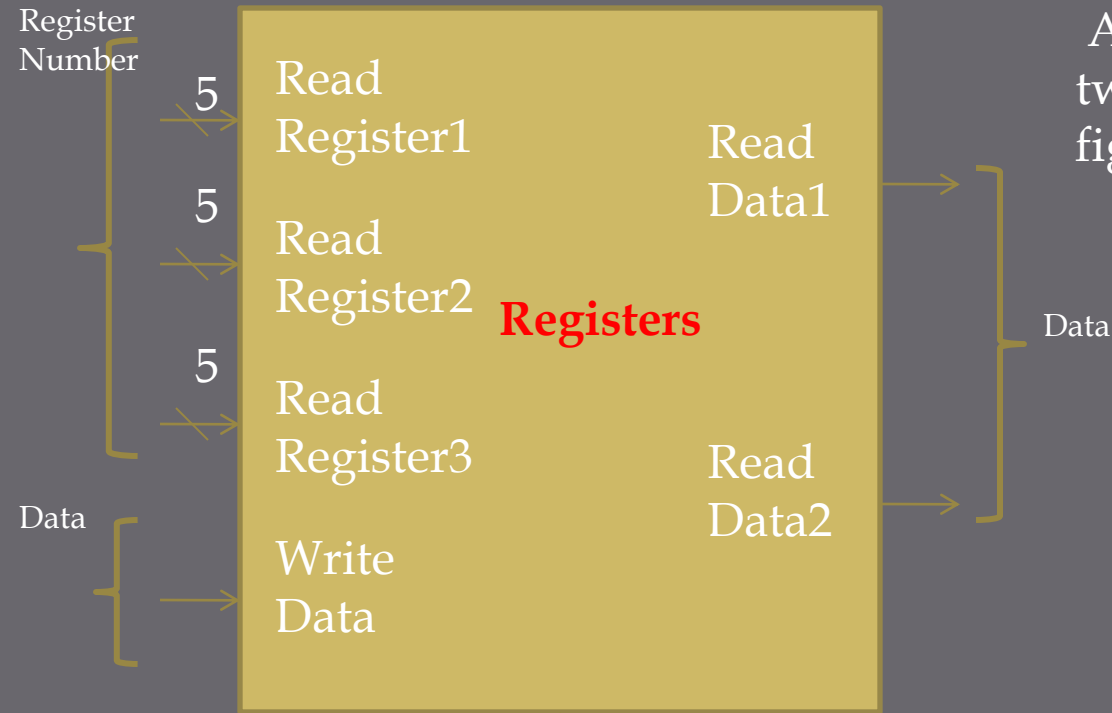 Register
Number
5
Read
Register1
5
Read
Register2
5
Read
Register3
Data
Write
Data
Registers
Read
Data1
Read
Data2
Data
A